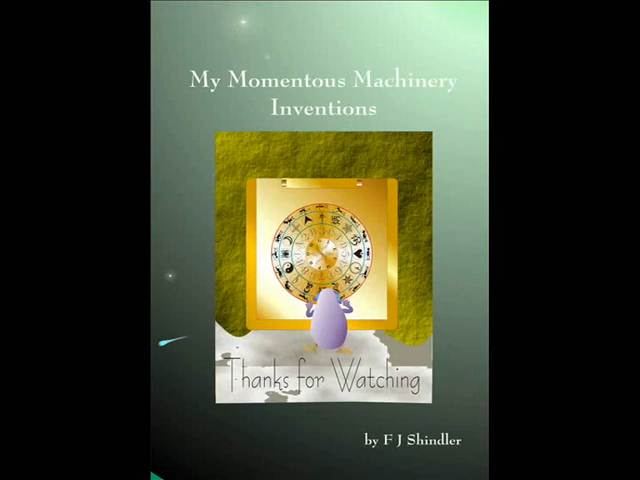 My Momentous Machinery
Inventions
Thanks for Watching
by F J Shindler